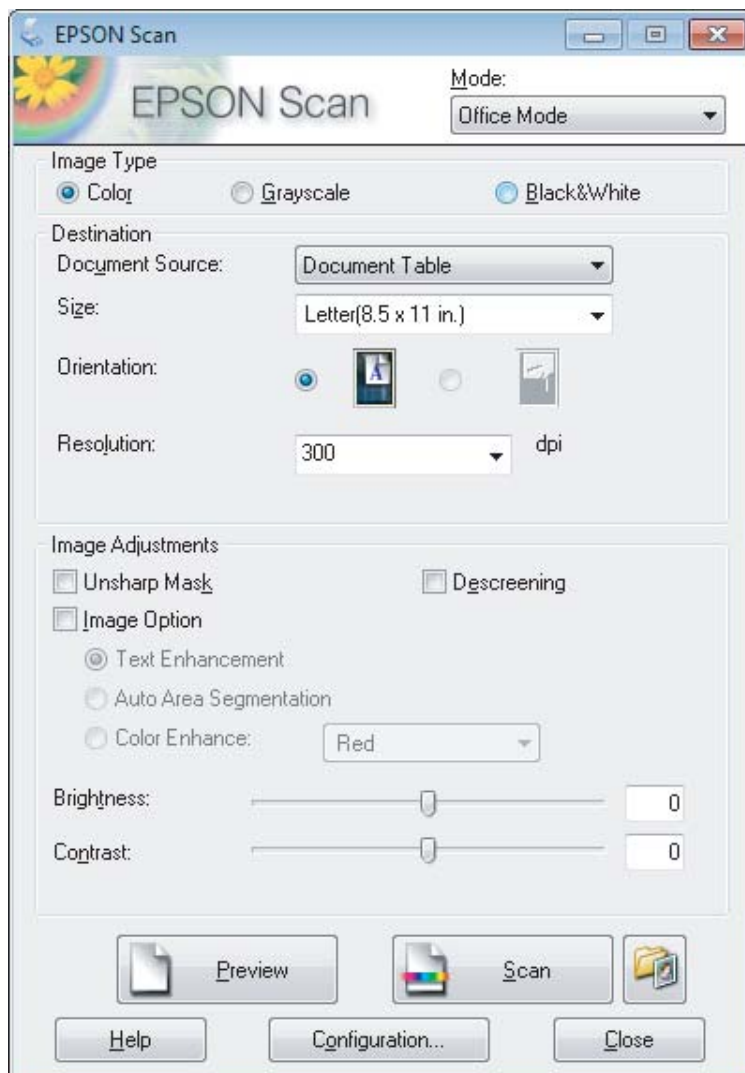 EPSON Scan
EPSON Scan
Mode:
Office Mode
Image Type
Color Grayscale Black&White
Destination
Document Source: Document Table
Size: Letter(8.5 x 11 in.)
Orientation: A
Resolution: 300 dpi
Image Adjustments
Unsharp Mask Descreening
Image Option
Text Enhancement
Auto Area Segmentation
Color Enhance: Red
Brightness: 0
Contrast: 0
Preview Scan
Help Configuration... Close